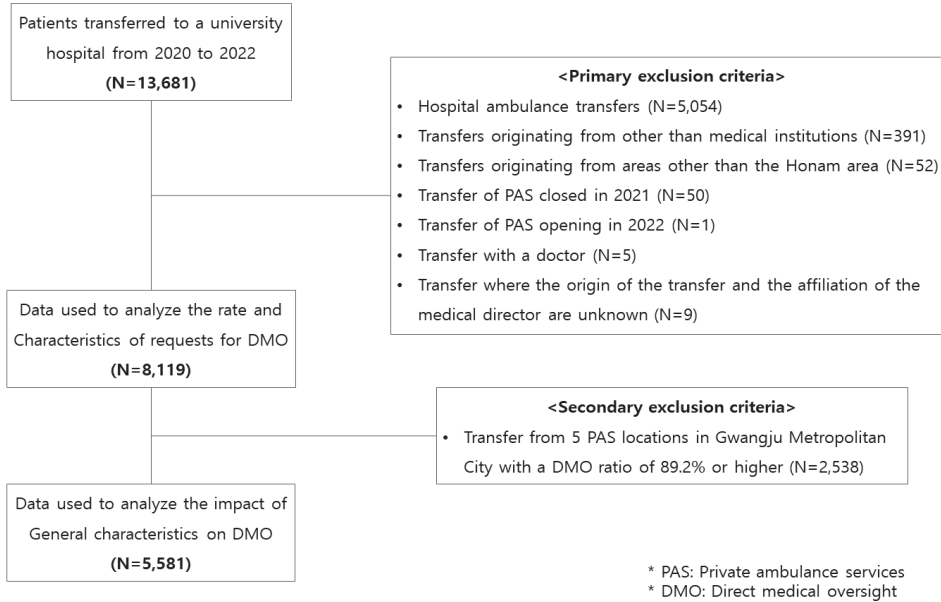 Patients transferred to a university
hospital from 2020 to 2022
(N=13,681)
<Primary exclusion criteria>
• Hospital ambulance transfers (N=5,054)
• Transfers originating from other than medical institutions (N=391)
• Transfers originating from areas other than the Honam area (N=52)
• Transfer of PAS closed in 2021 (N=50)
• Transfer of PAS opening in 2022 (N=1)
• Transfer with a doctor (N=5)
• Transfer where the origin of the transfer and the affiliation of the
medical director are unknown (N=9)
Data used to analyze the rate and
Characteristics of requests for DMO
(N=8,119)
<Secondary exclusion criteria>
• Transfer from 5 PAS locations in Gwangju Metropolitan
City with a DMO ratio of 89.2% or higher (N=2,538)
Data used to analyze the impact of
General characteristics on DMO
(N=5,581)
* PAS: Private ambulance services
* DMO: Direct medical oversight